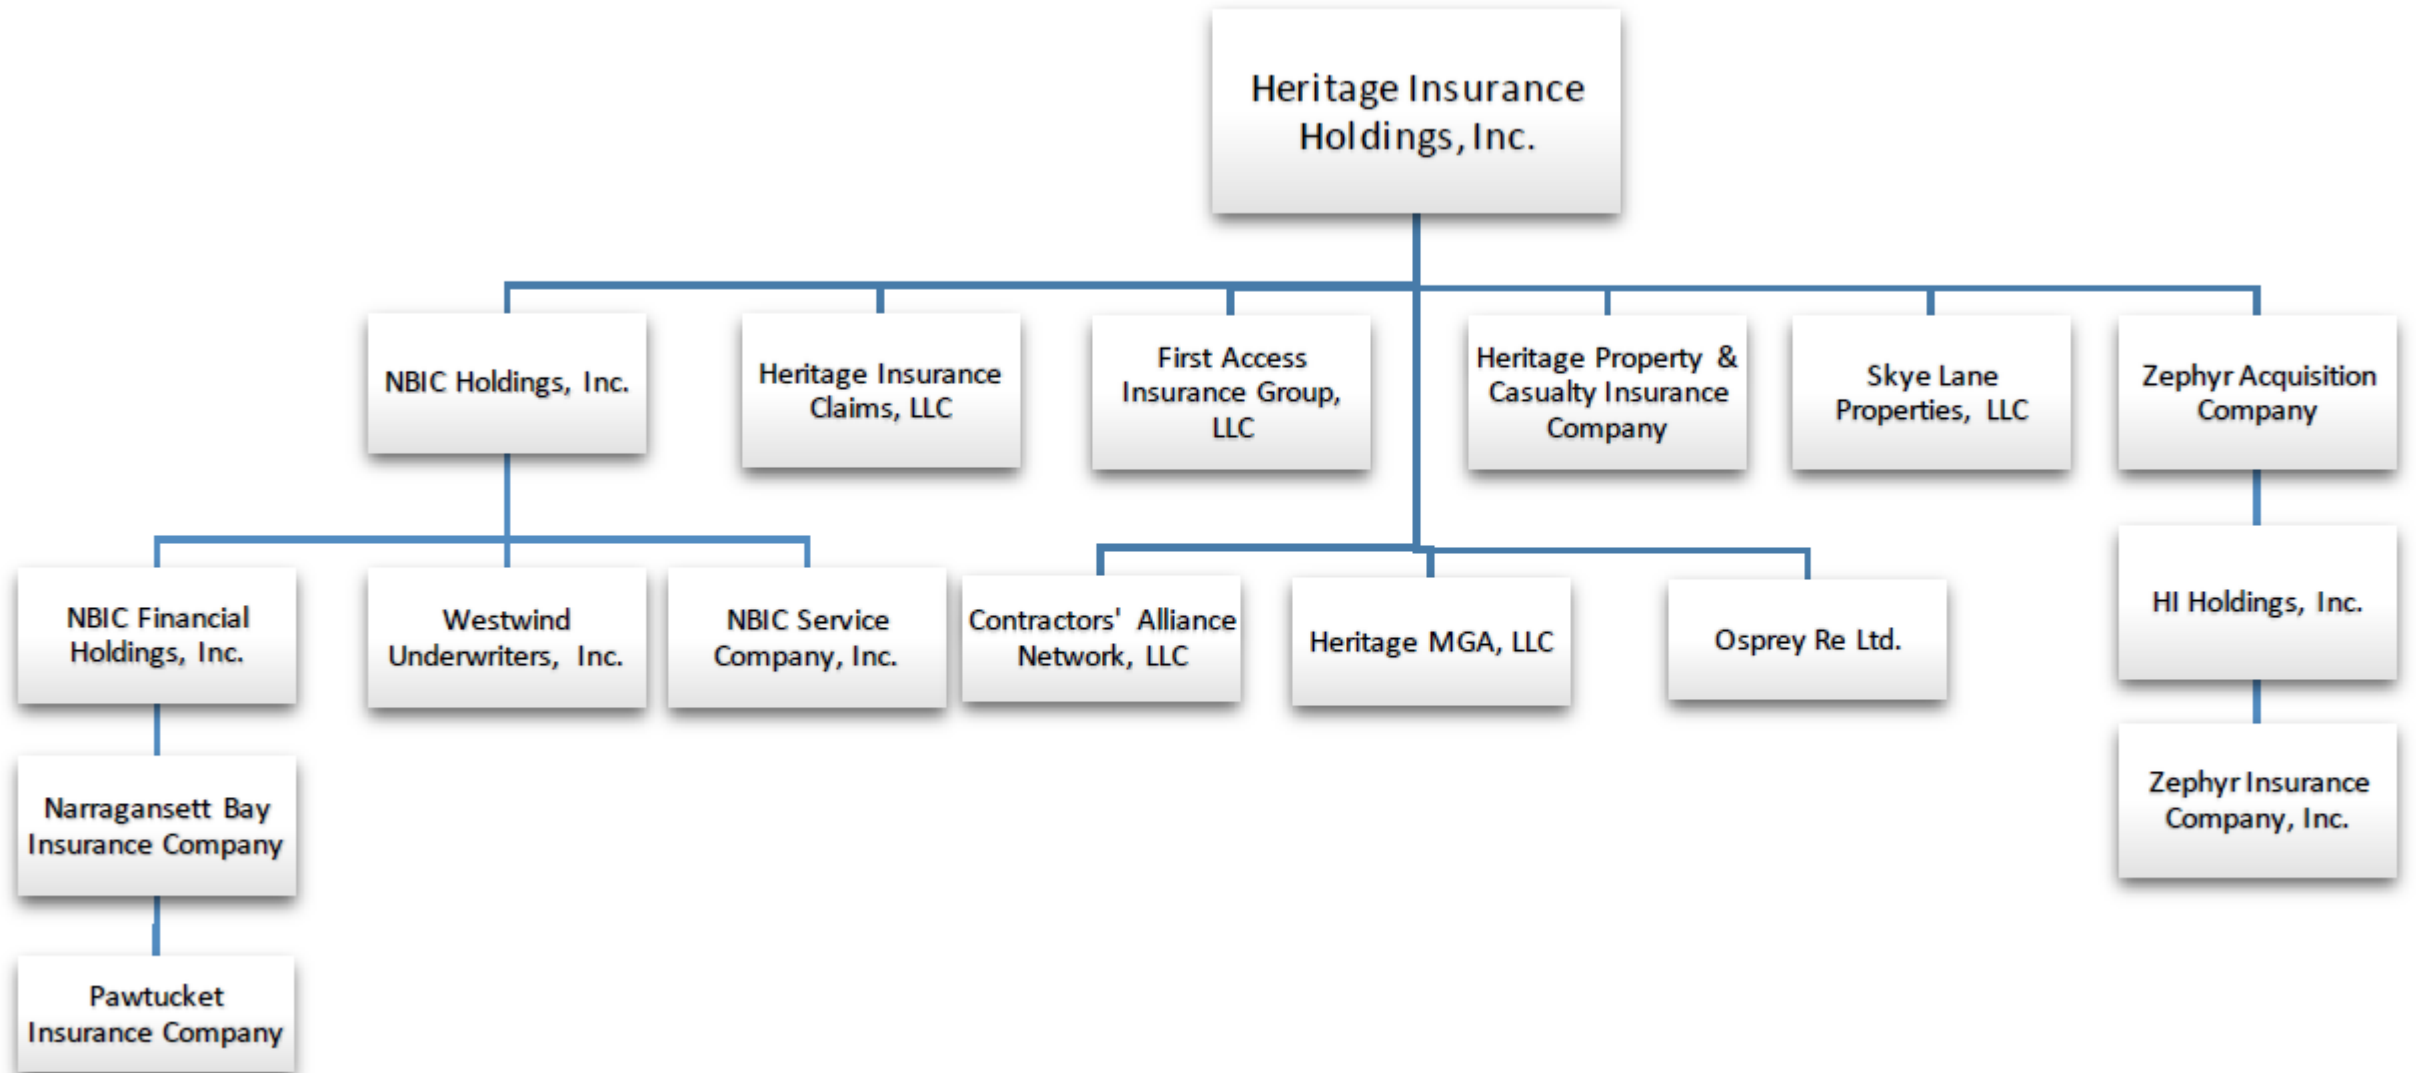 Heritage Insurance
Holdings, Inc.
NBIC Holdings, Inc.
Heritage Insurance
Claims, LLC
First Access
Insurance Group,
LLC
Heritage Property &
Casualty Insurance
Company
Skye Lane
Properties, LLC
Zephyr Acquisition
Company
NBIC Financial
Holdings, Inc.
Westwind
Underwriters, Inc.
NBIC Service
Company, Inc.
Contractors' Alliance
Network, LLC
Heritage MGA, LLC
Osprey Re Ltd.
HI Holdings, Inc.
Narragansett Bay
Insurance Company
Zephyr Insurance
Company, Inc.
Pawtucket
Insurance Company